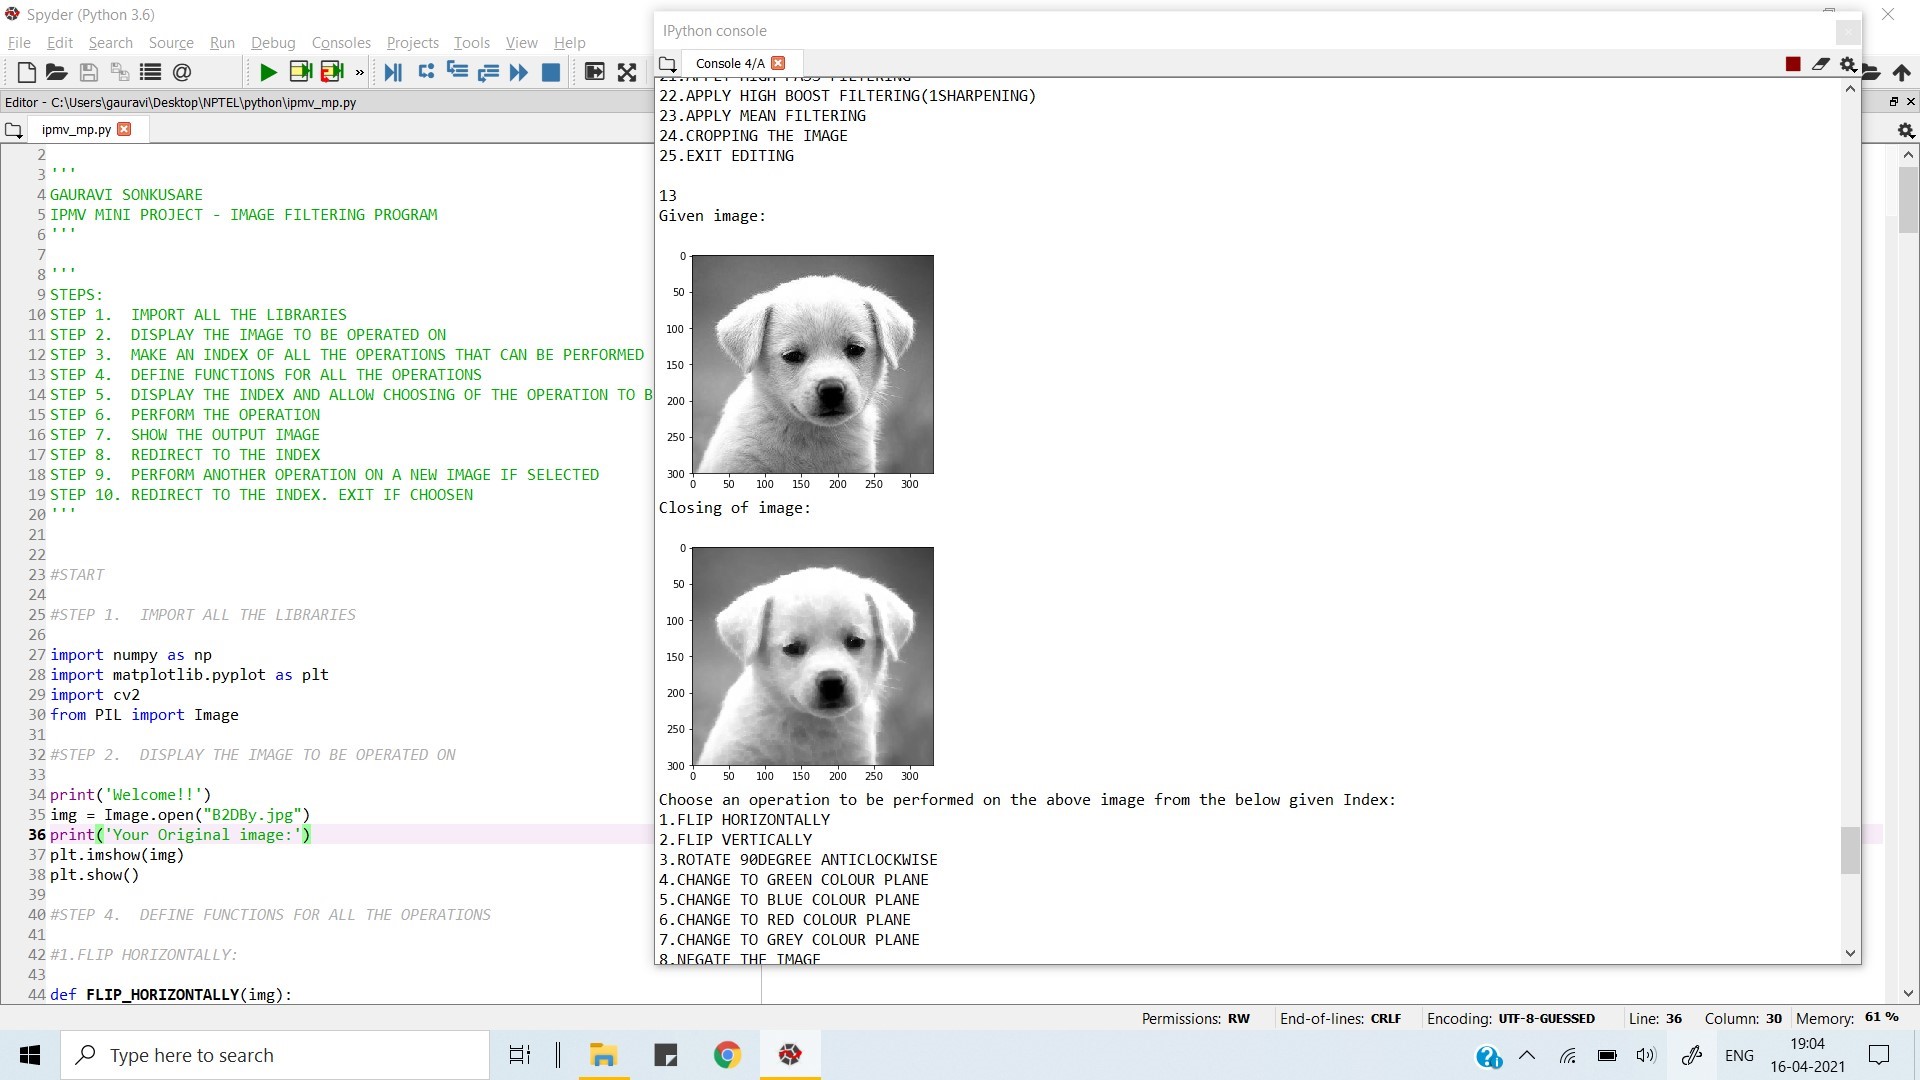 Spyder (Python 3.6)
File Edit Search Source Run Debug Consoles Projects Tools View Help
Editor - C:\Users\gauravi\Desktop\NPTEL\python\ipmv_mp.py
ipmv_mp.py
2
3 '''
4 GAURAVI SONKUSARE
5 IPMV MINI PROJECT - IMAGE FILTERING PROGRAM
6 '''
7
8 '''
9 STEPS:
10 STEP 1.  IMPORT ALL THE LIBRARIES
11 STEP 2.  DISPLAY THE IMAGE TO BE OPERATED ON
12 STEP 3.  MAKE AN INDEX OF ALL THE OPERATIONS THAT CAN BE PERFORMED
13 STEP 4.  DEFINE FUNCTIONS FOR ALL THE OPERATIONS
14 STEP 5.  DISPLAY THE INDEX AND ALLOW CHOOSING OF THE OPERATION TO B
15 STEP 6.  PERFORM THE OPERATION
16 STEP 7.  SHOW THE OUTPUT IMAGE
17 STEP 8.  REDIRECT TO THE INDEX
18 STEP 9.  PERFORM ANOTHER OPERATION ON A NEW IMAGE IF SELECTED
19 STEP 10. REDIRECT TO THE INDEX. EXIT IF CHOOSEN
20 '''
21
22
23 #START
24
25 #STEP 1.  IMPORT ALL THE LIBRARIES
26
27 import numpy as np
28 import matplotlib.pyplot as plt
29 import cv2
30 from PIL import Image
31
32 #STEP 2.  DISPLAY THE IMAGE TO BE OPERATED ON
33
34 print('Welcome!!')
35 img = Image.open("B2DBy.jpg")
36 print('Your Original image:')
37 plt.imshow(img)
38 plt.show()
39
40 #STEP 4.  DEFINE FUNCTIONS FOR ALL THE OPERATIONS
41
42 #1.FLIP HORIZONTALLY:
43
44 def FLIP_HORIZONTALLY(img):
IPython console
Console 4/A
21.APPLY HIGH PASS FILTERING
22.APPLY HIGH BOOST FILTERING(1SHARPENING)
23.APPLY MEAN FILTERING
24.CROPPING THE IMAGE
25.EXIT EDITING
13
Given image:
0
50
100
150
200
250
300
0 50 100 150 200 250 300
Closing of image:
0
50
100
150
200
250
300
0 50 100 150 200 250 300
Choose an operation to be performed on the above image from the below given Index:
1.FLIP HORIZONTALLY
2.FLIP VERTICALLY
3.ROTATE 90DEGREE ANTICLOCKWISE
4.CHANGE TO GREEN COLOUR PLANE
5.CHANGE TO BLUE COLOUR PLANE
6.CHANGE TO RED COLOUR PLANE
7.CHANGE TO GREY COLOUR PLANE
8.NEGATE THE IMAGE
Permissions: RW End-of-lines: CRLF Encoding: UTF-8-GUESSED Line: 36 Column: 30 Memory: 61 %
Type here to search
ENG
19:04
16-04-2021